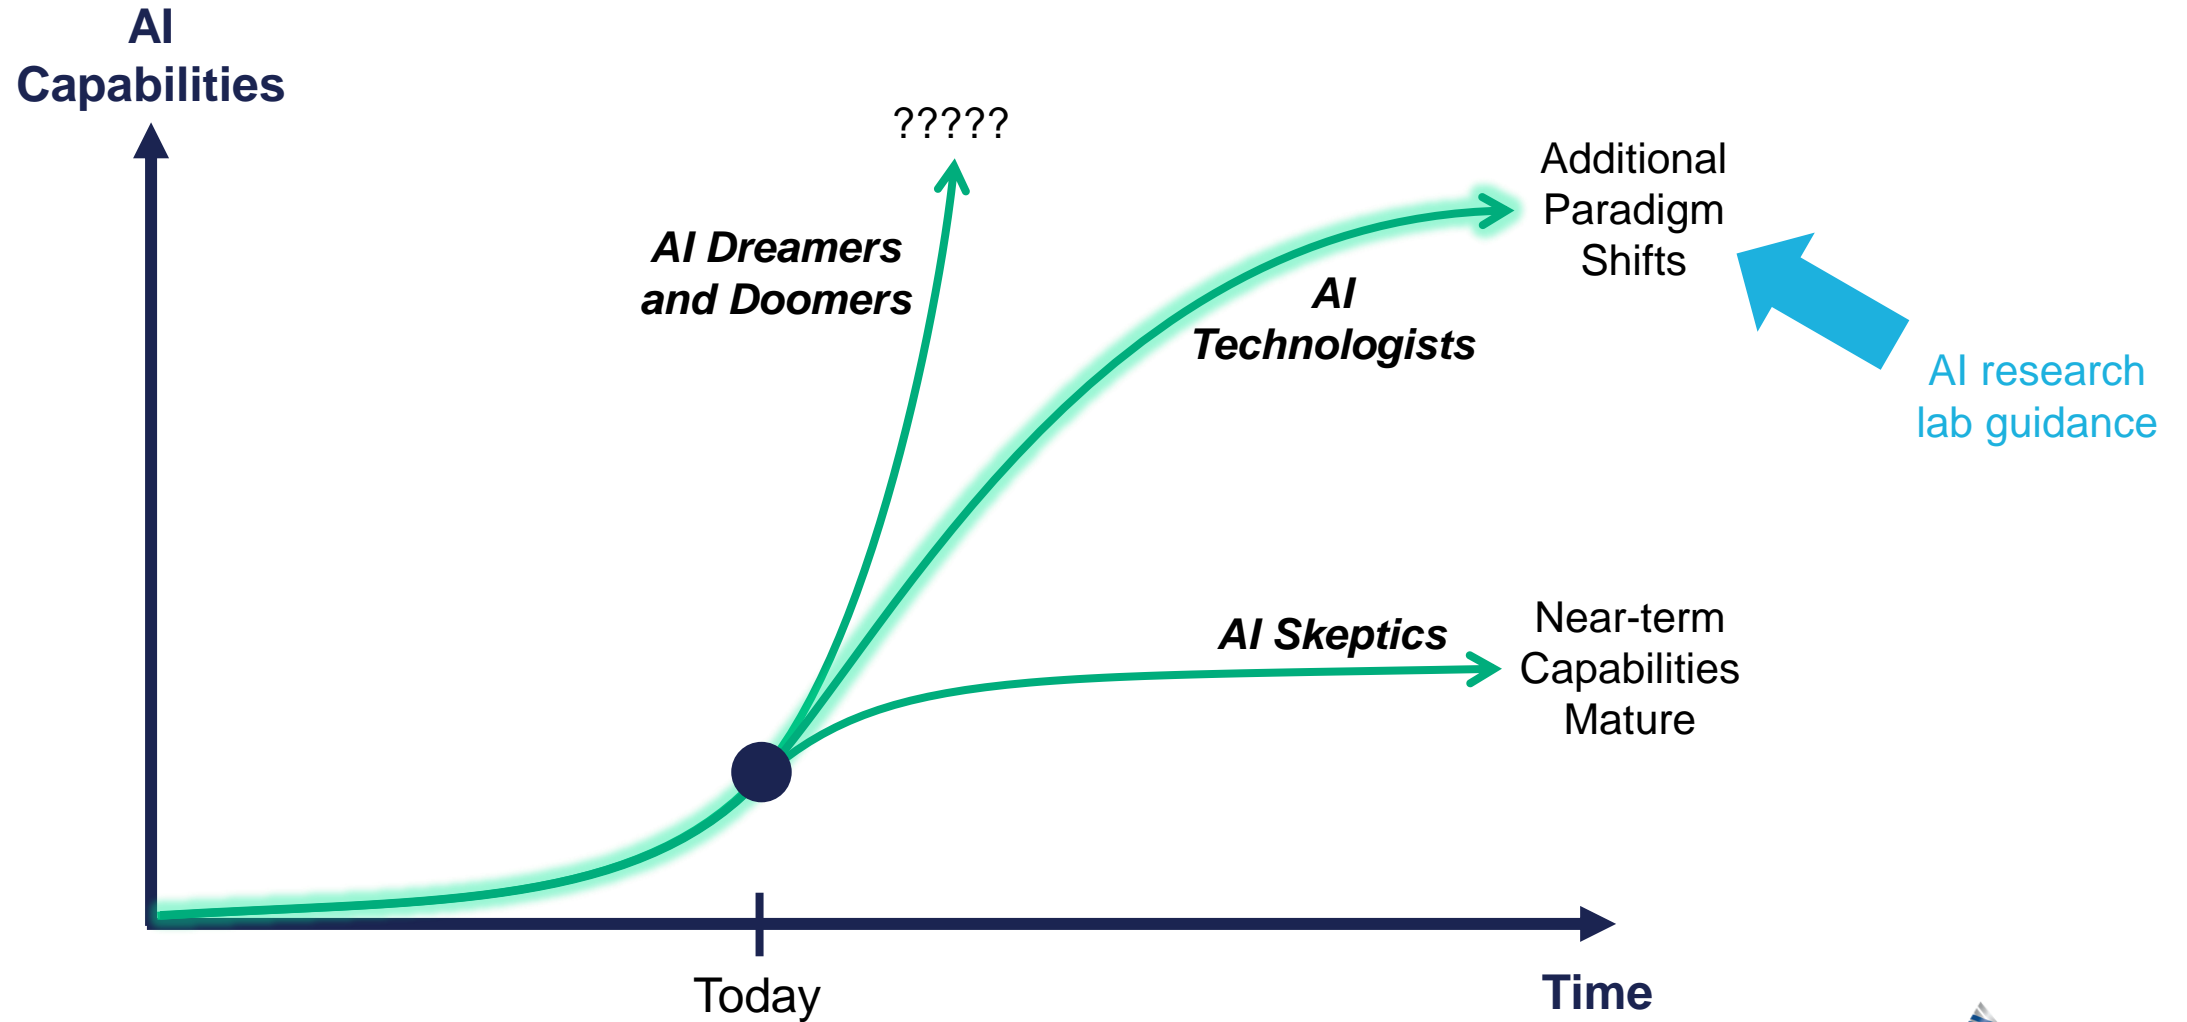 AI
Capabilities
?????
AI Dreamers
and Doomers
AI
Technologists
Additional
Paradigm
Shifts
AI research
lab guidance
AI Skeptics
Near-term
Capabilities
Mature
Today
Time